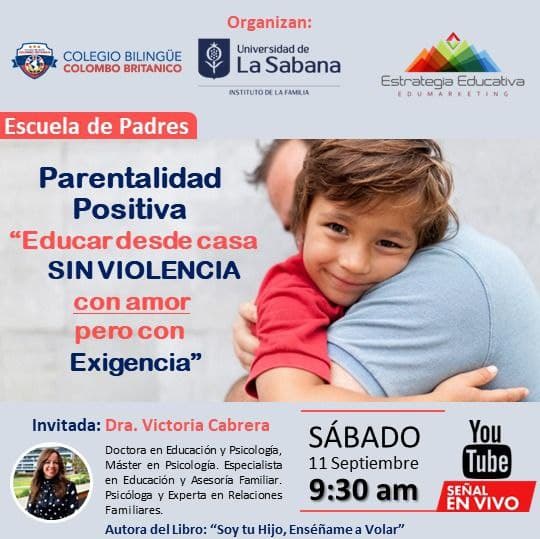 Organizan:
COLEGIO BILINGÜE
COLOMBO BRITANICO
Universidad de
La Sabana
INSTITUTO DE LA FAMILIA
Estrategia Educativa
EDUMARKETING
Escuela de Padres
Parentalidad
Positiva
“Educar desde casa
SIN VIOLENCIA
con amor
pero con
Exigencia”
Invitada: Dra. Victoria Cabrera
Doctora en Educación y Psicología,
Máster en Psicología. Especialista
en Educación y Asesoría Familiar.
Psicóloga y Experta en Relaciones
Familiares.
Autora del Libro: “Soy tu Hijo, Enséñame a Volar”
SÁBADO
11 Septiembre
9:30 am
You
Tube
SEÑAL
EN VIVO